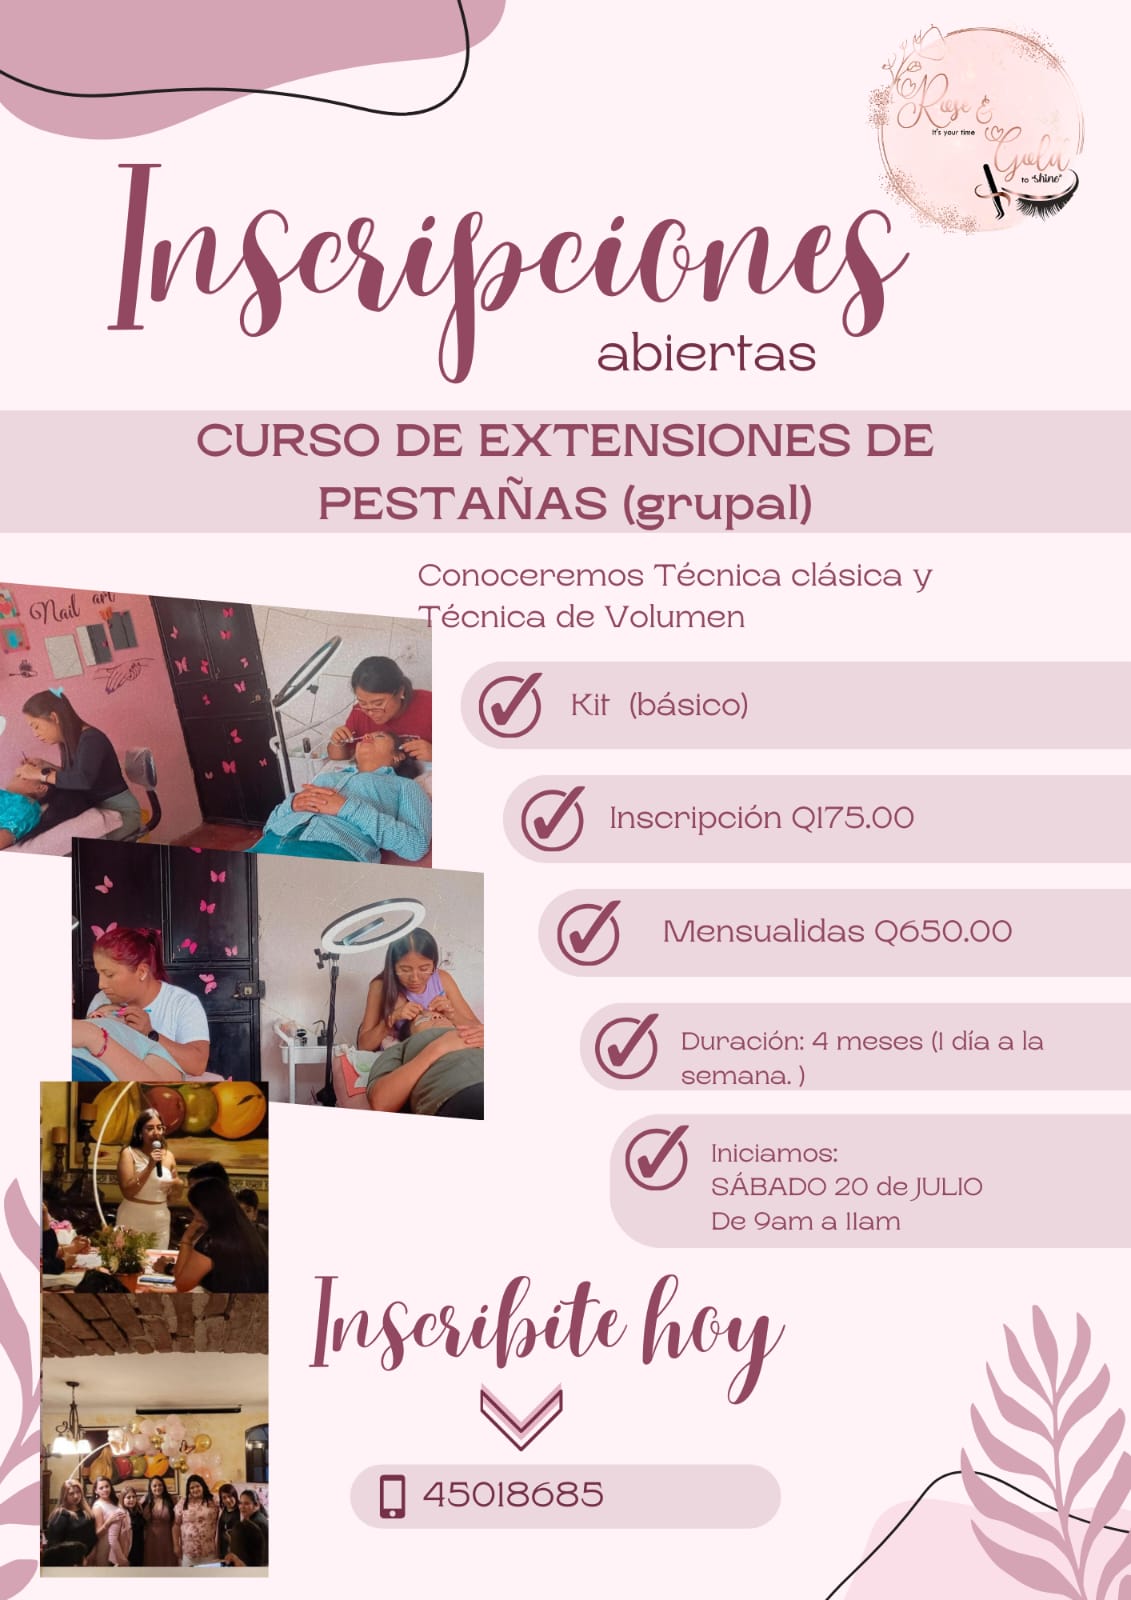 Rose &
It's your time
Gold
to "shine"
Inscripciones
abiertas
CURSO DE EXTENSIONES DE
PESTAÑAS (grupal)
Conoceremos Técnica clásica y
Técnica de Volumen
Nail art
Kit (básico)
Inscripción Q175.00
Mensualidas Q650.00
Duración: 4 meses (1 día a la
semana. )
Iniciamos:
SÁBADO 20 de JULIO
De 9am a 11am
Inscribite hoy
45018685